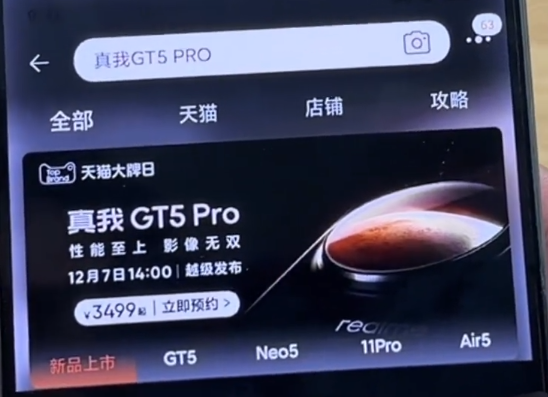 63
真我GT5 PRO
全部 天猫 店铺 攻略
Top Brand 天猫大牌日
真我 GT5 Pro
性能至上 影像无双
12月7日14:00 | 越级发布
¥3499起 | 立即预约 >
realme
新品上市 GT5 Neo5 11Pro Air5